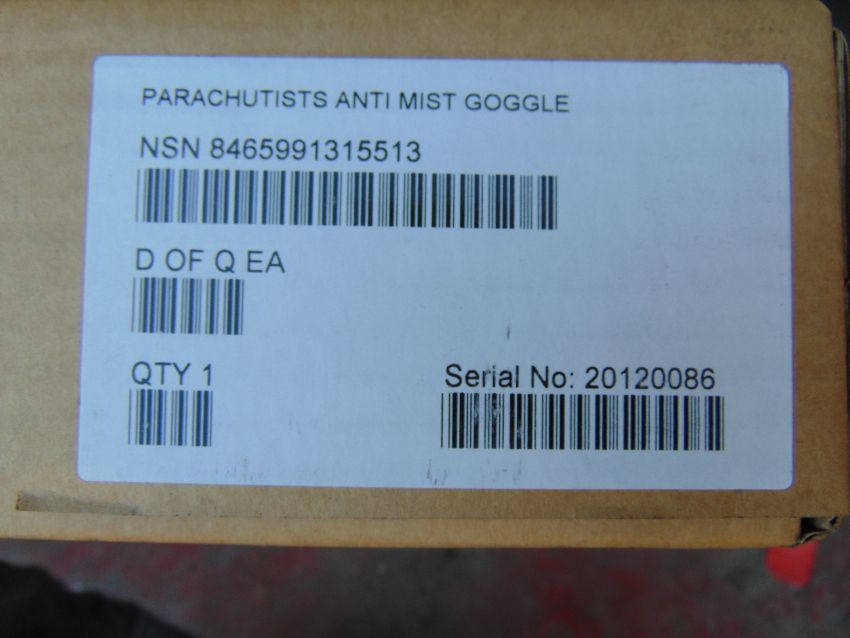 PARACHUTISTS ANTI MIST GOGGLE
NSN 8465991315513
D OF Q EA
QTY 1
Serial No: 20120086